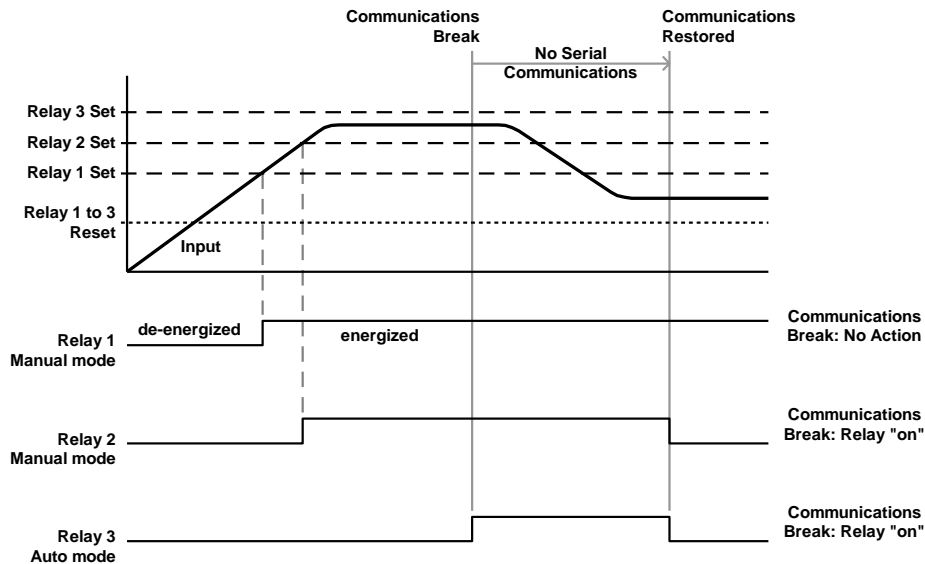 Communications
Break
Communications
Restored
No Serial
Communications
Relay 3 Set
Relay 2 Set
Relay 1 Set
Relay 1 to 3
Reset
Input
de-energized
energized
Relay 1
Manual mode
Communications
Break: No Action
Relay 2
Manual mode
Communications
Break: Relay "on"
Relay 3
Auto mode
Communications
Break: Relay "on"